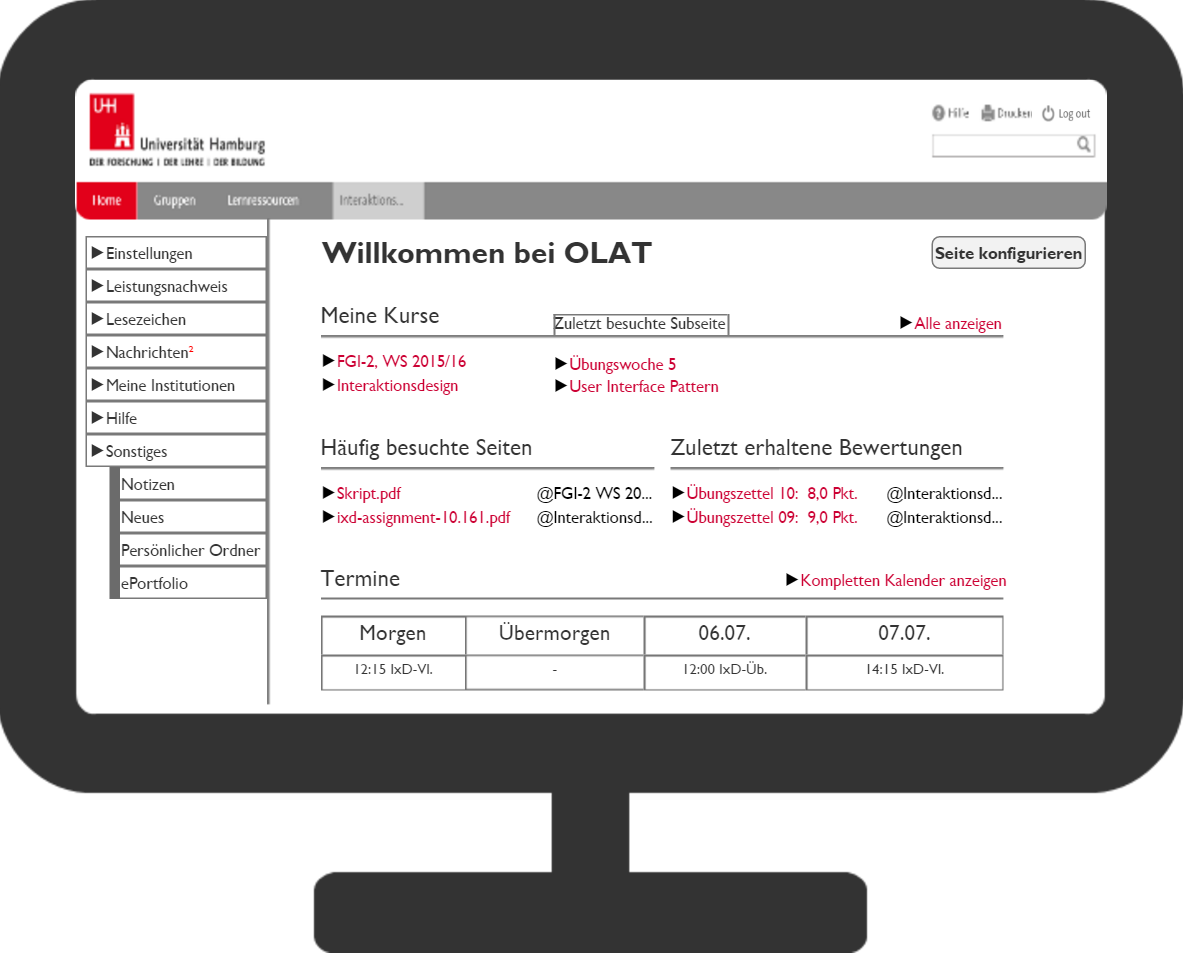 UHH
Universität Hamburg
DER FORSCHUNG | DER LEHRE | DER BILDUNG
Hilfe Drucken Log out
Home Gruppen Lernressourcen Interaktions...
Einstellungen
Leistungsnachweis
Lesezeichen
Nachrichten²
Meine Institutionen
Hilfe
Sonstiges
Notizen
Neues
Persönlicher Ordner
ePortfolio
Willkommen bei OLAT
Seite konfigurieren
Meine Kurse
Zuletzt besuchte Subseite
Alle anzeigen
FGI-2, WS 2015/16
Übungswoche 5
Interaktionsdesign
User Interface Pattern
Häufig besuchte Seiten
Skript.pdf @FGI-2 WS 20...
ixd-assignment-10.161.pdf @Interaktionsd...
Zuletzt erhaltene Bewertungen
Übungszettel 10: 8,0 Pkt. @Interaktionsd...
Übungszettel 09: 9,0 Pkt. @Interaktionsd...
Termine
Kompletten Kalender anzeigen
Morgen Übermorgen 06.07. 07.07.
12:15 IxD-Vl. - 12:00 IxD-Üb. 14:15 IxD-Vl.